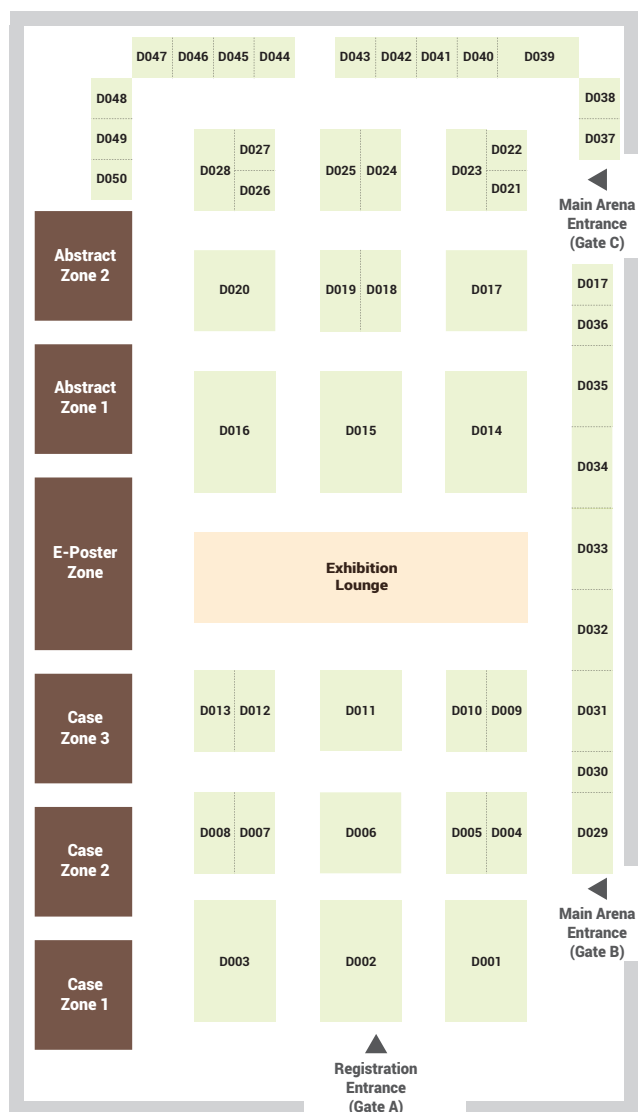 D047 D046 D045 D044 D043 D042 D041 D040 D039
D048 D038
D049 D037
D050
D028 D027 D025 D024 D023 D022
D026 D021
Main Arena
Entrance
(Gate C)
Abstract
Zone 2
D020 D019 D018 D017 D017
D036
D035
Abstract
Zone 1
D016 D015 D014 D034
E-Poster
Zone
Exhibition
Lounge
D033
D032
Case
Zone 3
D013 D012 D011 D010 D009 D031
D030
Case
Zone 2
D008 D007 D006 D005 D004 D029
Main Arena
Entrance
(Gate B)
Case
Zone 1
D003 D002 D001
Registration
Entrance
(Gate A)